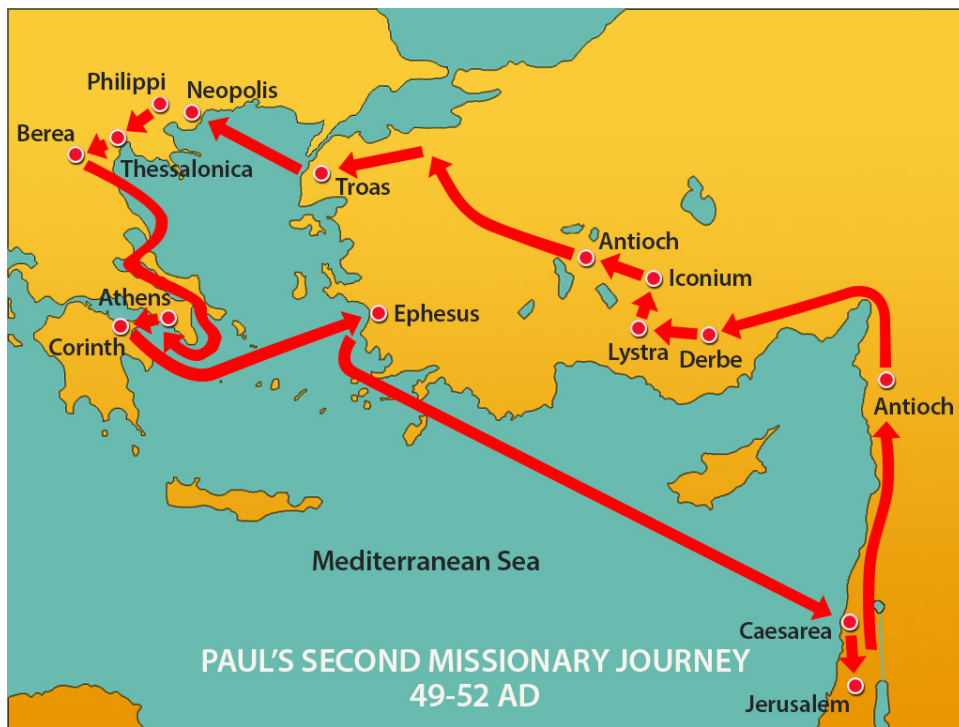 Philippi
Neopolis
Berea
Thessalonica
Troas
Antioch
Iconium
Athens
Ephesus
Corinth
Lystra
Derbe
Antioch
Mediterranean Sea
Caesarea
PAUL'S SECOND MISSIONARY JOURNEY
49-52 AD
Jerusalem